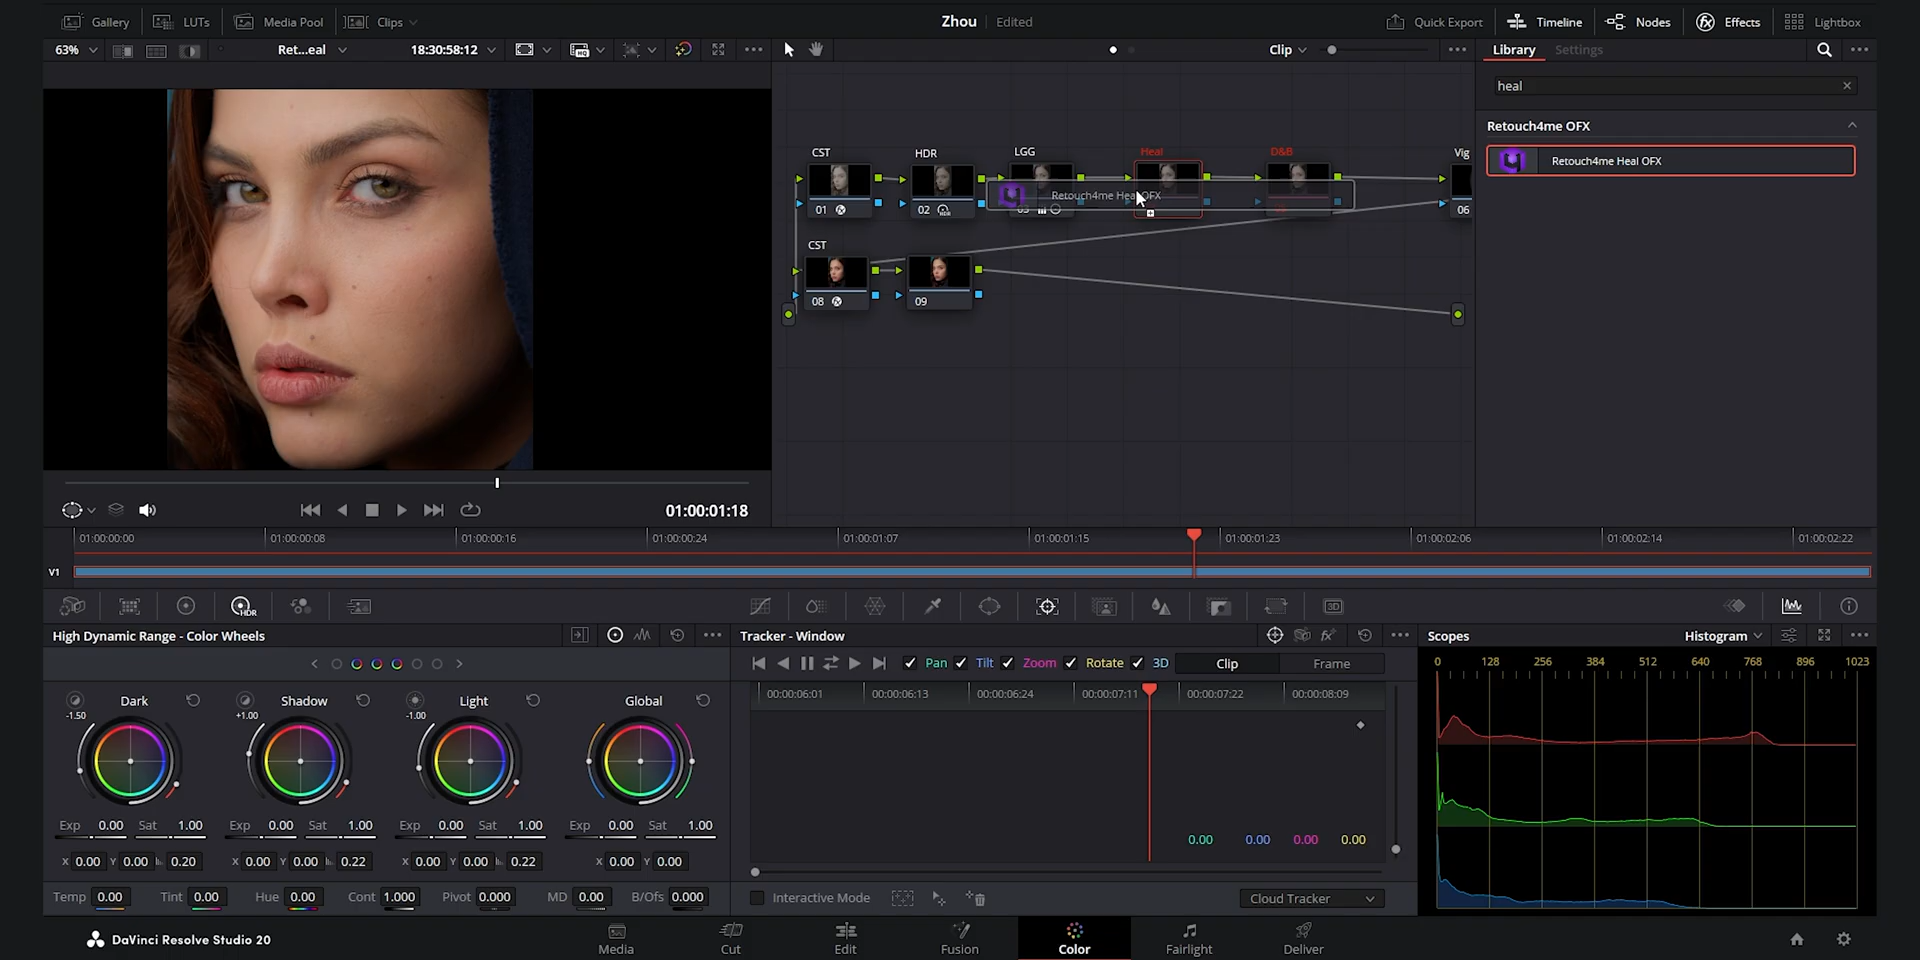 Gallery LUTs Media Pool Clips Zhou Edited Quick Export Timeline Nodes Effects Lightbox
63% Ret...eal 18:30:58:12 Clip Library Settings
heal
Retouch4me OFX
Retouch4me Heal OFX
CST HDR LGG Heal D&B Vig
Retouch4me Heal OFX
01 02 HDR 03 06
CST
08 09
01:00:01:18
01:00:00:00 01:00:00:08 01:00:00:16 01:00:00:24 01:00:01:07 01:00:01:15 01:00:01:23 01:00:02:06 01:00:02:14 01:00:02:22
V1
HDR 3D
High Dynamic Range - Color Wheels Tracker - Window Scopes Histogram
Pan Tilt Zoom Rotate 3D Clip Frame
0 128 256 384 512 640 768 896 1023
00:00:06:01 00:00:06:13 00:00:06:24 00:00:07:11 00:00:07:22 00:00:08:09
Dark Shadow Light Global
-1.50 +1.00 -1.00
Exp 0.00 Sat 1.00 Exp 0.00 Sat 1.00 Exp 0.00 Sat 1.00 Exp 0.00 Sat 1.00
0.00 0.00 0.00 0.00
X 0.00 Y 0.00 0.20 X 0.00 Y 0.00 0.22 X 0.00 Y 0.00 0.22 X 0.00 Y 0.00
Temp 0.00 Tint 0.00 Hue 0.00 Cont 1.000 Pivot 0.000 MD 0.00 B/Ofs 0.000
Interactive Mode Cloud Tracker
DaVinci Resolve Studio 20
Media Cut Edit Fusion Color Fairlight Deliver